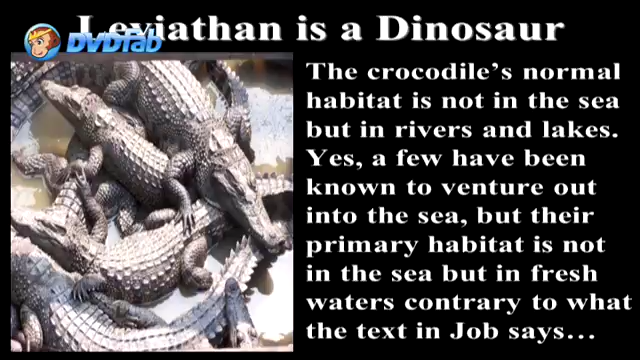 Leviathan is a Dinosaur
DVDFab
The crocodile’s normal
habitat is not in the sea
but in rivers and lakes.
Yes, a few have been
known to venture out
into the sea, but their
primary habitat is not
in the sea but in fresh
waters contrary to what
the text in Job says…